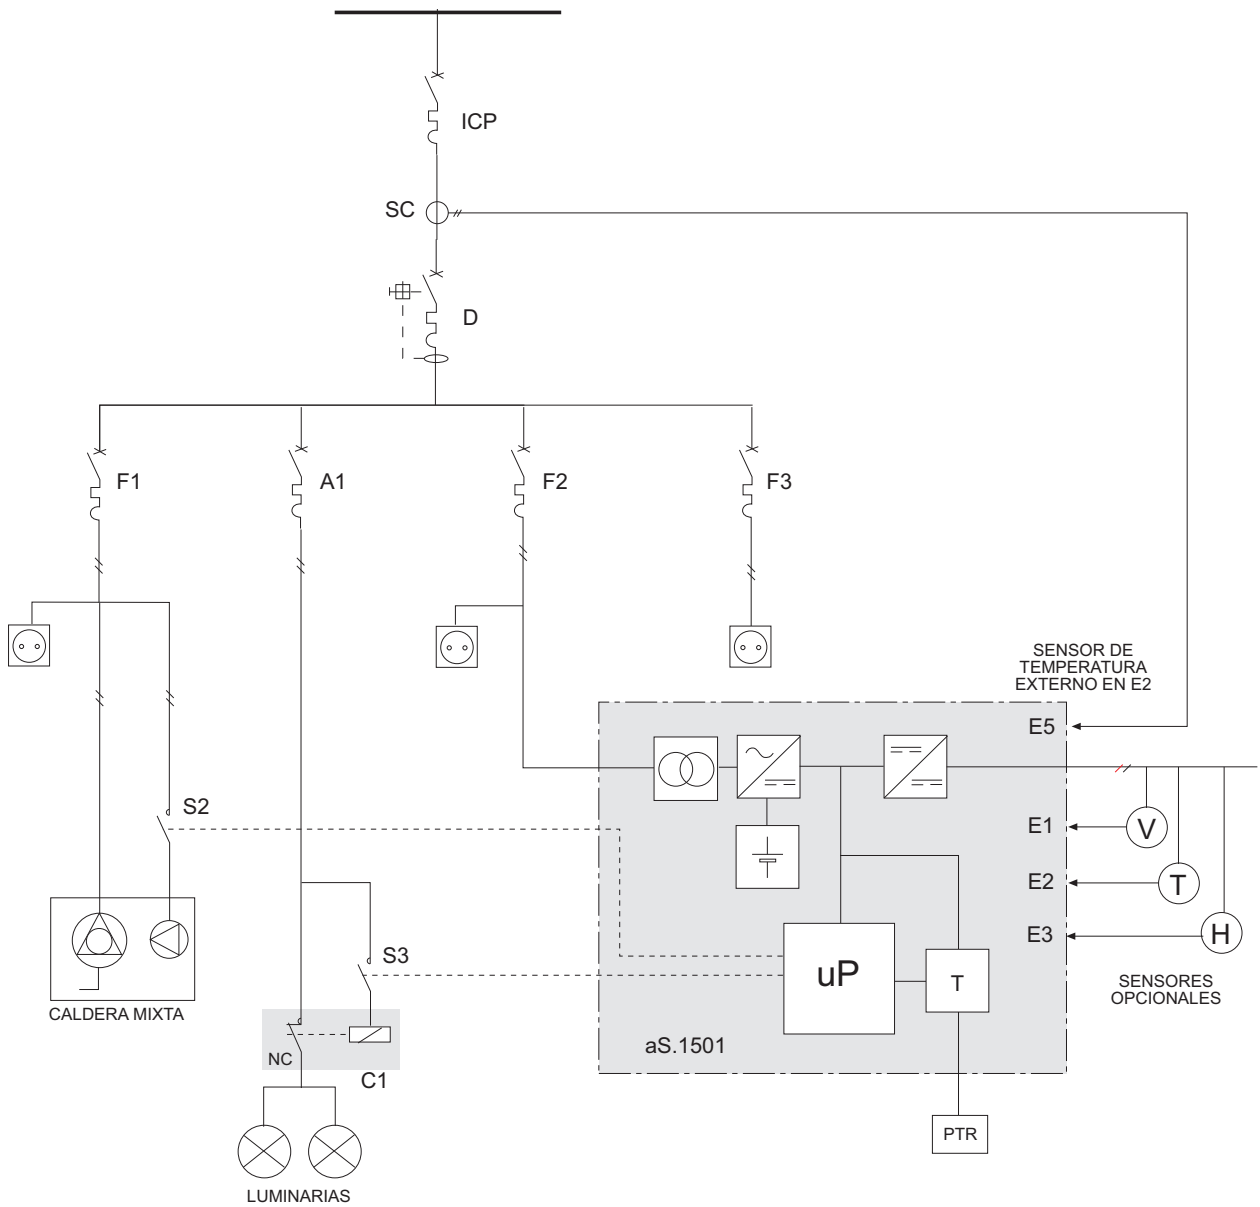 ICP
SC
D
F1
A1
F2
F3
SENSOR DE
TEMPERATURA
EXTERNO EN E2
E5
S2
E1
V
E2
T
E3
H
S3
uP
T
SENSORES
OPCIONALES
CALDERA MIXTA
aS.1501
NC
C1
PTR
LUMINARIAS